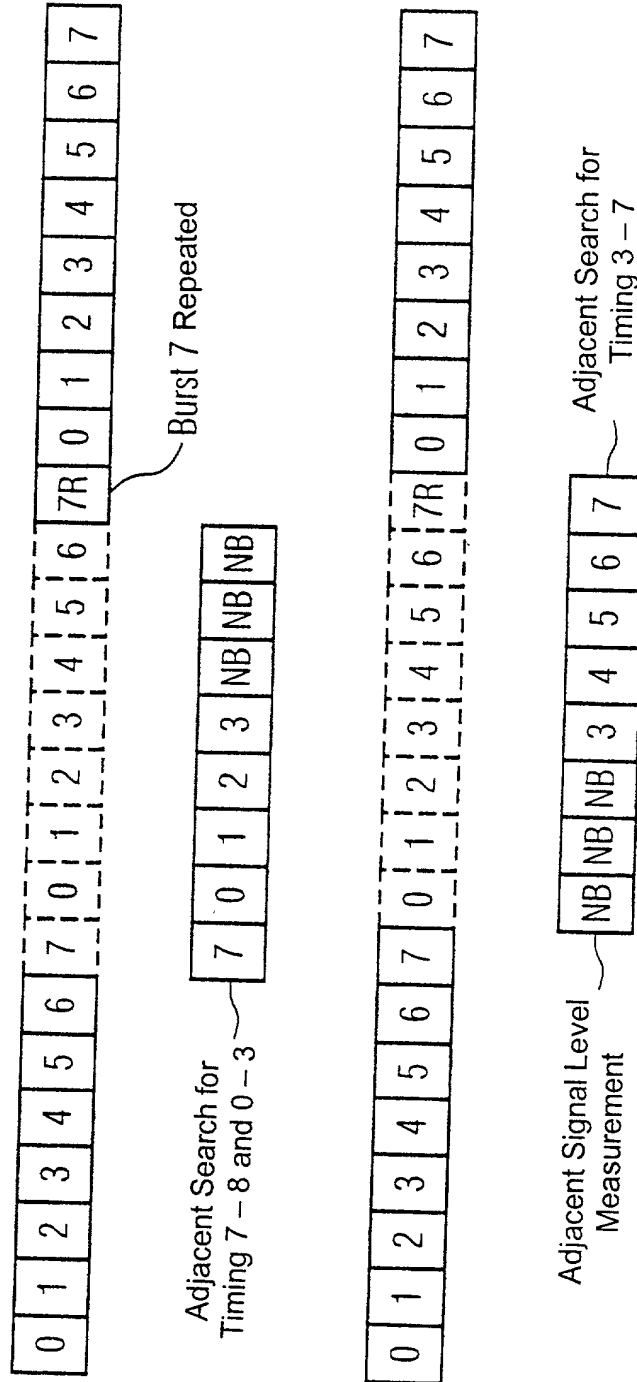 0 1 2 3 4 5 6 7 0 1 2 3 4 5 6 7R 0 1 2 3 4 5 6 7
Burst 7 Repeated
7 0 1 2 3 NB NB NB
Adjacent Search for
Timing 7 – 8 and 0 – 3
0 1 2 3 4 5 6 7 0 1 2 3 4 5 6 7R 0 1 2 3 4 5 6 7
NB NB NB 3 4 5 6 7
Adjacent Signal Level
Measurement
Adjacent Search for
Timing 3 – 7